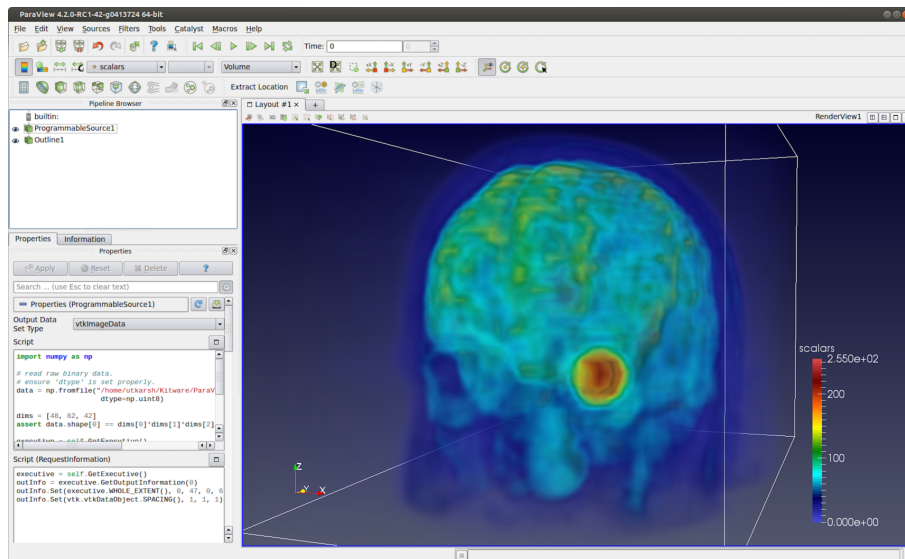 ParaView 4.2.0-RC1-42-g0413724 64-bit
File Edit View Sources Filters Tools Catalyst Macros Help
Time: 0 0
scalars Volume
Extract Location
Pipeline Browser
Layout #1
builtin:
ProgrammableSource1
Outline1
RenderView1
Properties Information
Properties
Apply Reset Delete ?
Search ... (use Esc to clear text)
Properties (ProgrammableSource1)
Output Data
Set Type
vtkImageData
Script
import numpy as np
# read raw binary data.
# ensure 'dtype' is set properly.
data = np.fromfile("/home/utkarsh/Kitware/ParaV
dtype=np.uint8)
dims = [48, 62, 42]
assert data.shape[0] == dims[0]*dims[1]*dims[2]
executive = self.GetExecutive()
Script (RequestInformation)
executive = self.GetExecutive()
outInfo = executive.GetOutputInformation(0)
outInfo.Set(executive.WHOLE_EXTENT(), 0, 47, 0, 6
outInfo.Set(vtk.vtkDataObject.SPACING(), 1, 1, 1)
scalars
2.550e+02
200
100
0.000e+00
Z
Y
X